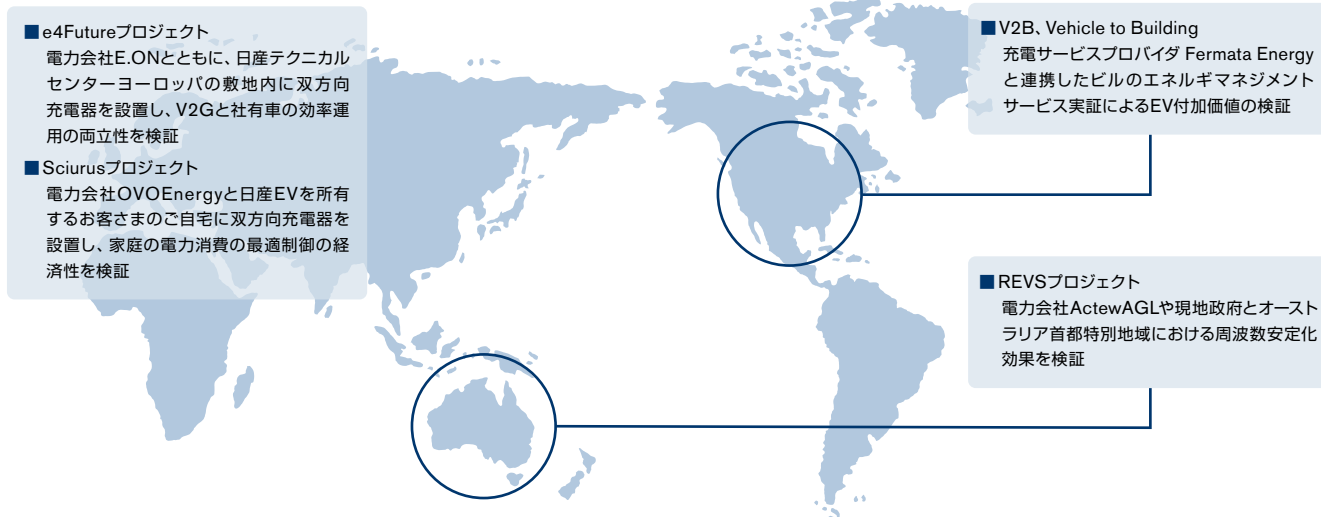 ■e4Futureプロジェクト
電力会社E.ONとともに、日産テクニカル
センターヨーロッパの敷地内に双方向
充電器を設置し、V2Gと社有車の効率運
用の両立性を検証
■Sciurusプロジェクト
電力会社OVOEnergyと日産EVを所有
するお客さまのご自宅に双方向充電器を
設置し、家庭の電力消費の最適制御の経
済性を検証
■V2B、Vehicle to Building
充電サービスプロバイダ Fermata Energy
と連携したビルのエネルギマネジメント
サービス実証によるEV付加価値の検証
■REVSプロジェクト
電力会社ActewAGLや現地政府とオースト
ラリア首都特別地域における周波数安定化
効果を検証